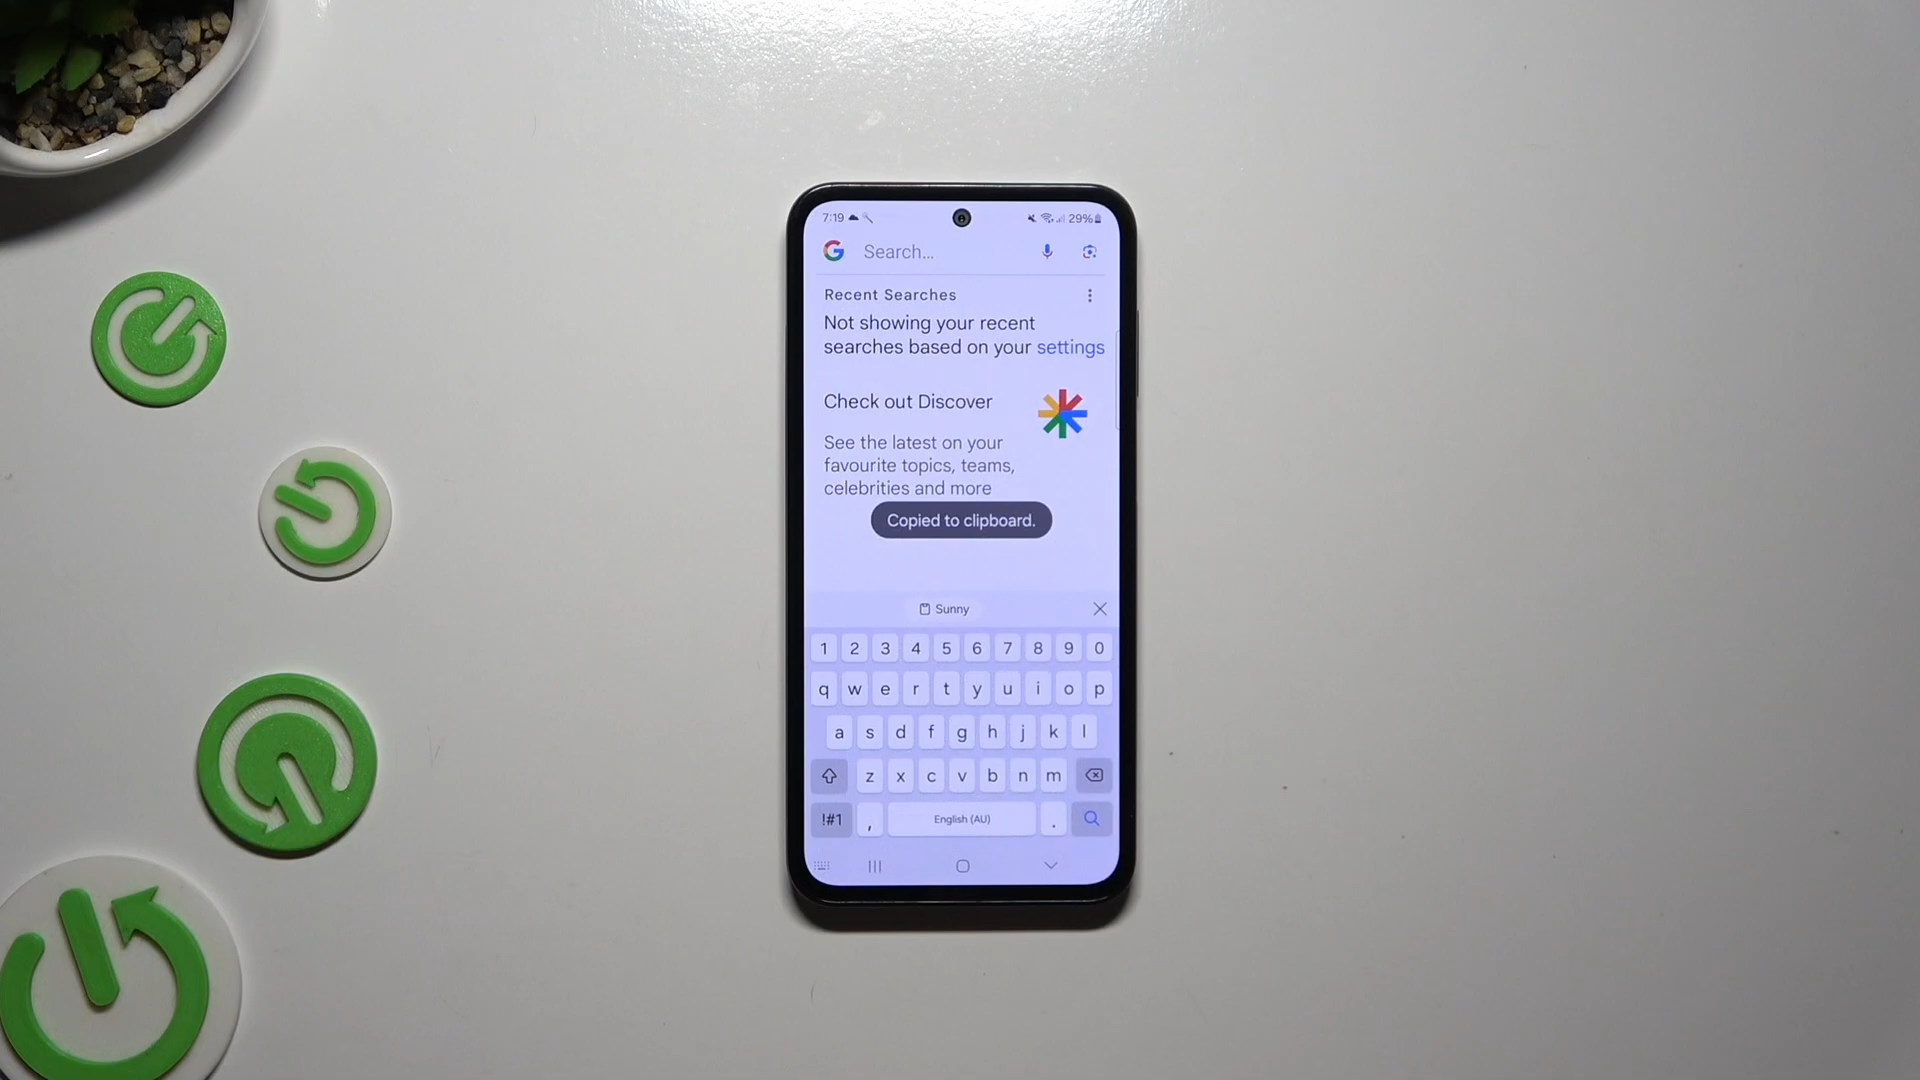 7:19 29%
Search...
Recent Searches
Not showing your recent
searches based on your settings
Check out Discover
See the latest on your
favourite topics, teams,
celebrities and more
Copied to clipboard.
Sunny
1 2 3 4 5 6 7 8 9 0
q w e r t y u i o p
a s d f g h j k l
z x c v b n m
!#1 , English (AU) .